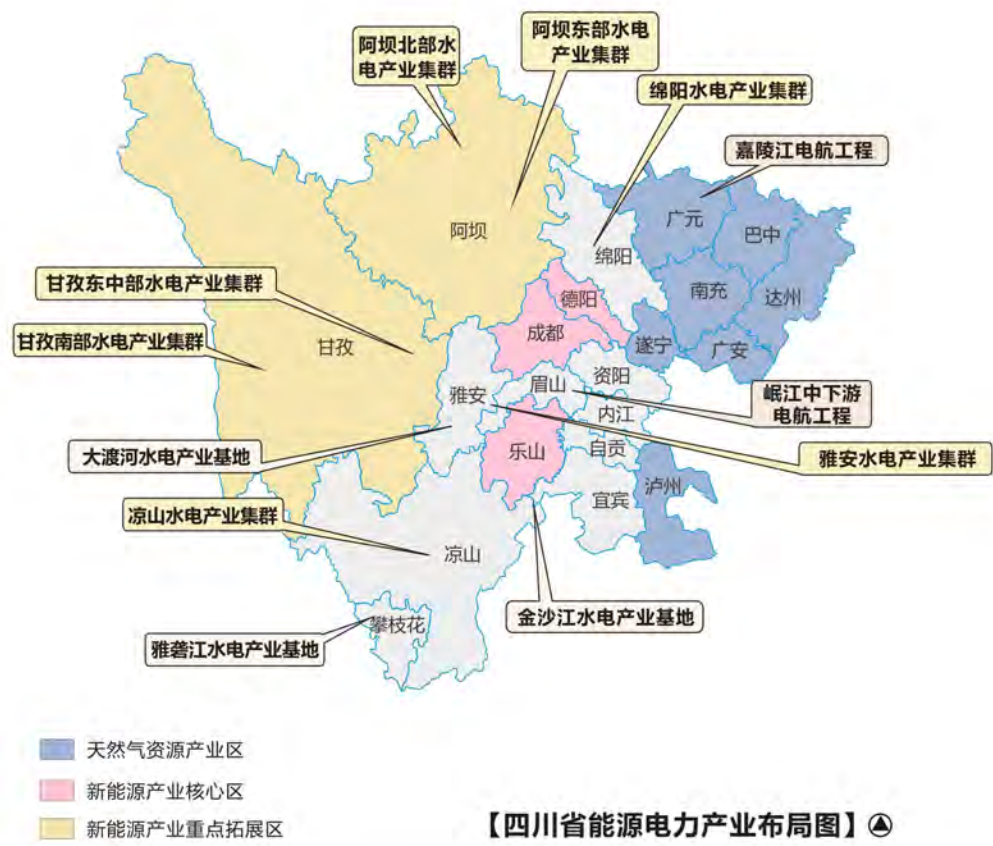 阿坝北部水
电产业集群
阿坝东部水电
产业集群
绵阳水电产业集群
嘉陵江电航工程
广元
巴中
阿坝
绵阳
南充
达州
德阳
甘孜东中部水电产业集群
成都
遂宁
广安
甘孜南部水电产业集群
甘孜
资阳
眉山
雅安
岷江中下游
电航工程
内江
大渡河水电产业基地
乐山
自贡
雅安水电产业集群
泸州
宜宾
凉山水电产业集群
凉山
金沙江水电产业基地
攀枝花
雅砻江水电产业基地
天然气资源产业区
新能源产业核心区
新能源产业重点拓展区
【四川省能源电力产业布局图】